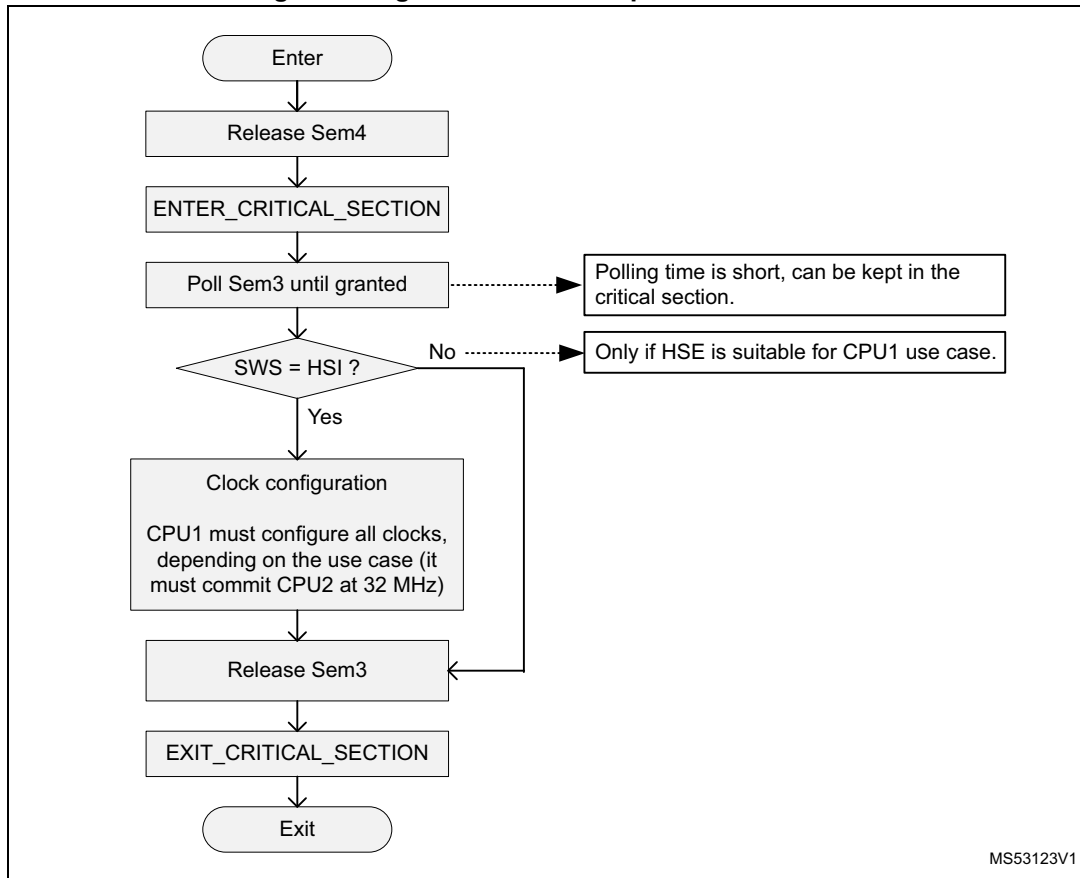 Enter
Release Sem4
ENTER_CRITICAL_SECTION
Poll Sem3 until granted
Polling time is short, can be kept in the
critical section.
SWS = HSI ?
No
Only if HSE is suitable for CPU1 use case.
Yes
Clock configuration
CPU1 must configure all clocks,
depending on the use case (it
must commit CPU2 at 32 MHz)
Release Sem3
EXIT_CRITICAL_SECTION
Exit
MS53123V1